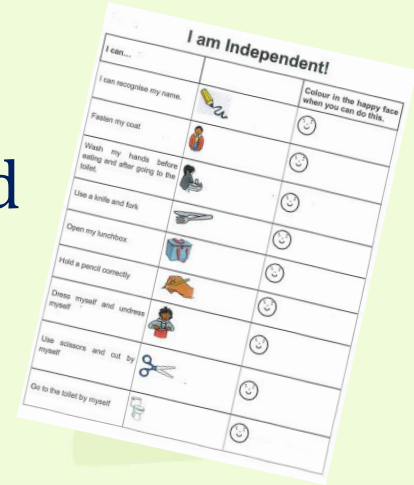 d
I am Independent!
I can...
Colour in the happy face
when you can do this.
I can recognise my name.
Fasten my coat
Wash my hands before
eating and after going to the
toilet.
Use a knife and fork
Open my lunchbox
Hold a pencil correctly
Dress myself and undress
myself
Use scissors and cut by
myself
Go to the toilet by myself